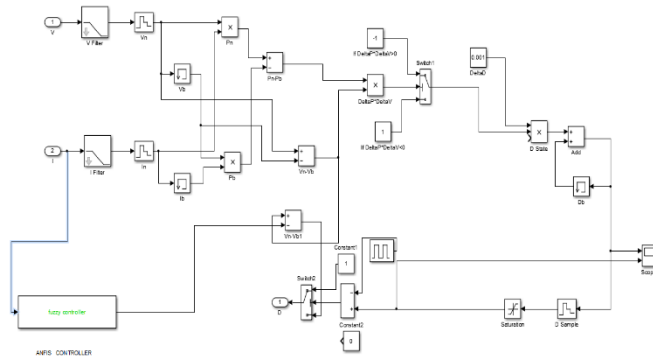 1
V
V Filter
Vn
Pn
Vb
Pn-Pb
-1
If DeltaP*DeltaV>0
Switch1
0.001
DeltaD
DeltaP*DeltaV
1
If DeltaP*DeltaV<0
D State
Add
Db
2
I
I Filter
In
Ib
Pb
Vn-Vb
Vn-Vb1
Constant1
1
Switch2
1
D
Constant2
0
Saturation
D Sample
Scop
fuzzy controller
ANFIS CONTROLLER